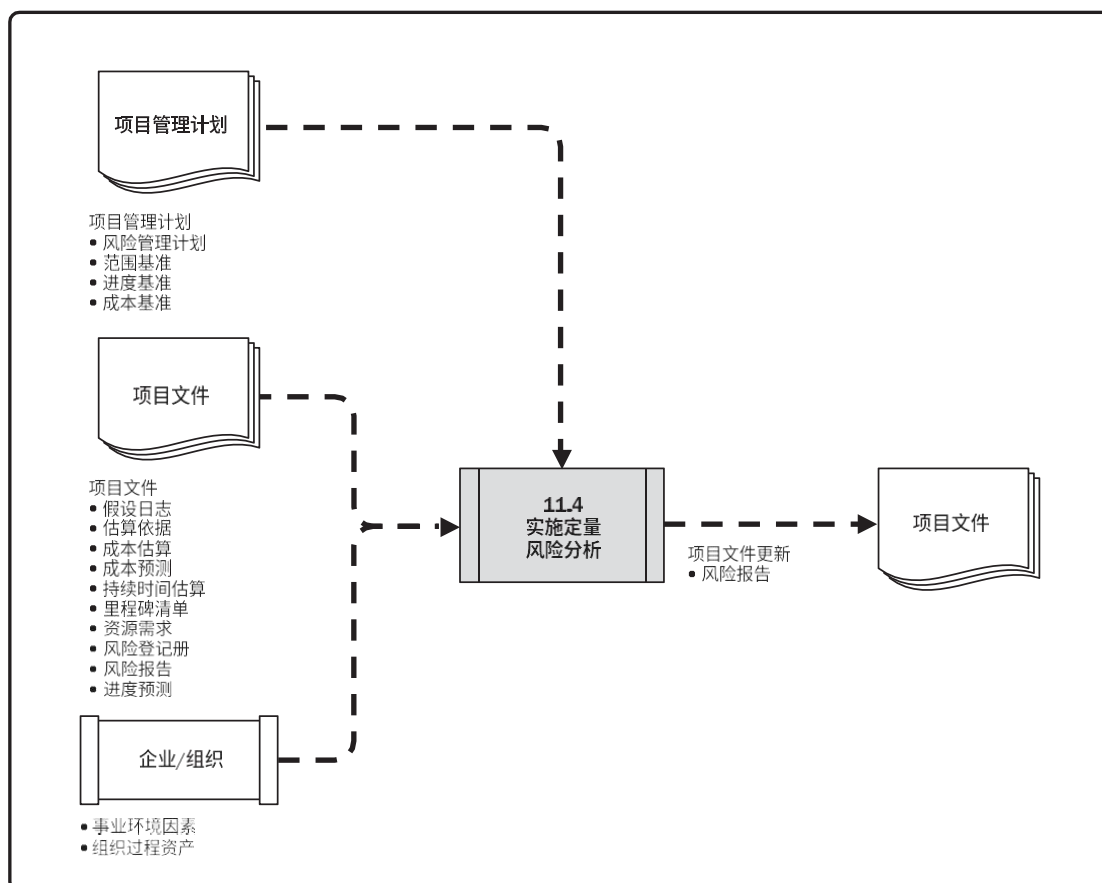 项目管理计划
项目管理计划
• 风险管理计划
• 范围基准
• 进度基准
• 成本基准
项目文件
项目文件
• 假设日志
• 估算依据
• 成本估算
• 成本预测
• 持续时间估算
• 里程碑清单
• 资源需求
• 风险登记册
• 风险报告
• 进度预测
企业/组织
• 事业环境因素
• 组织过程资产
11.4
实施定量
风险分析
项目文件更新
• 风险报告
项目文件